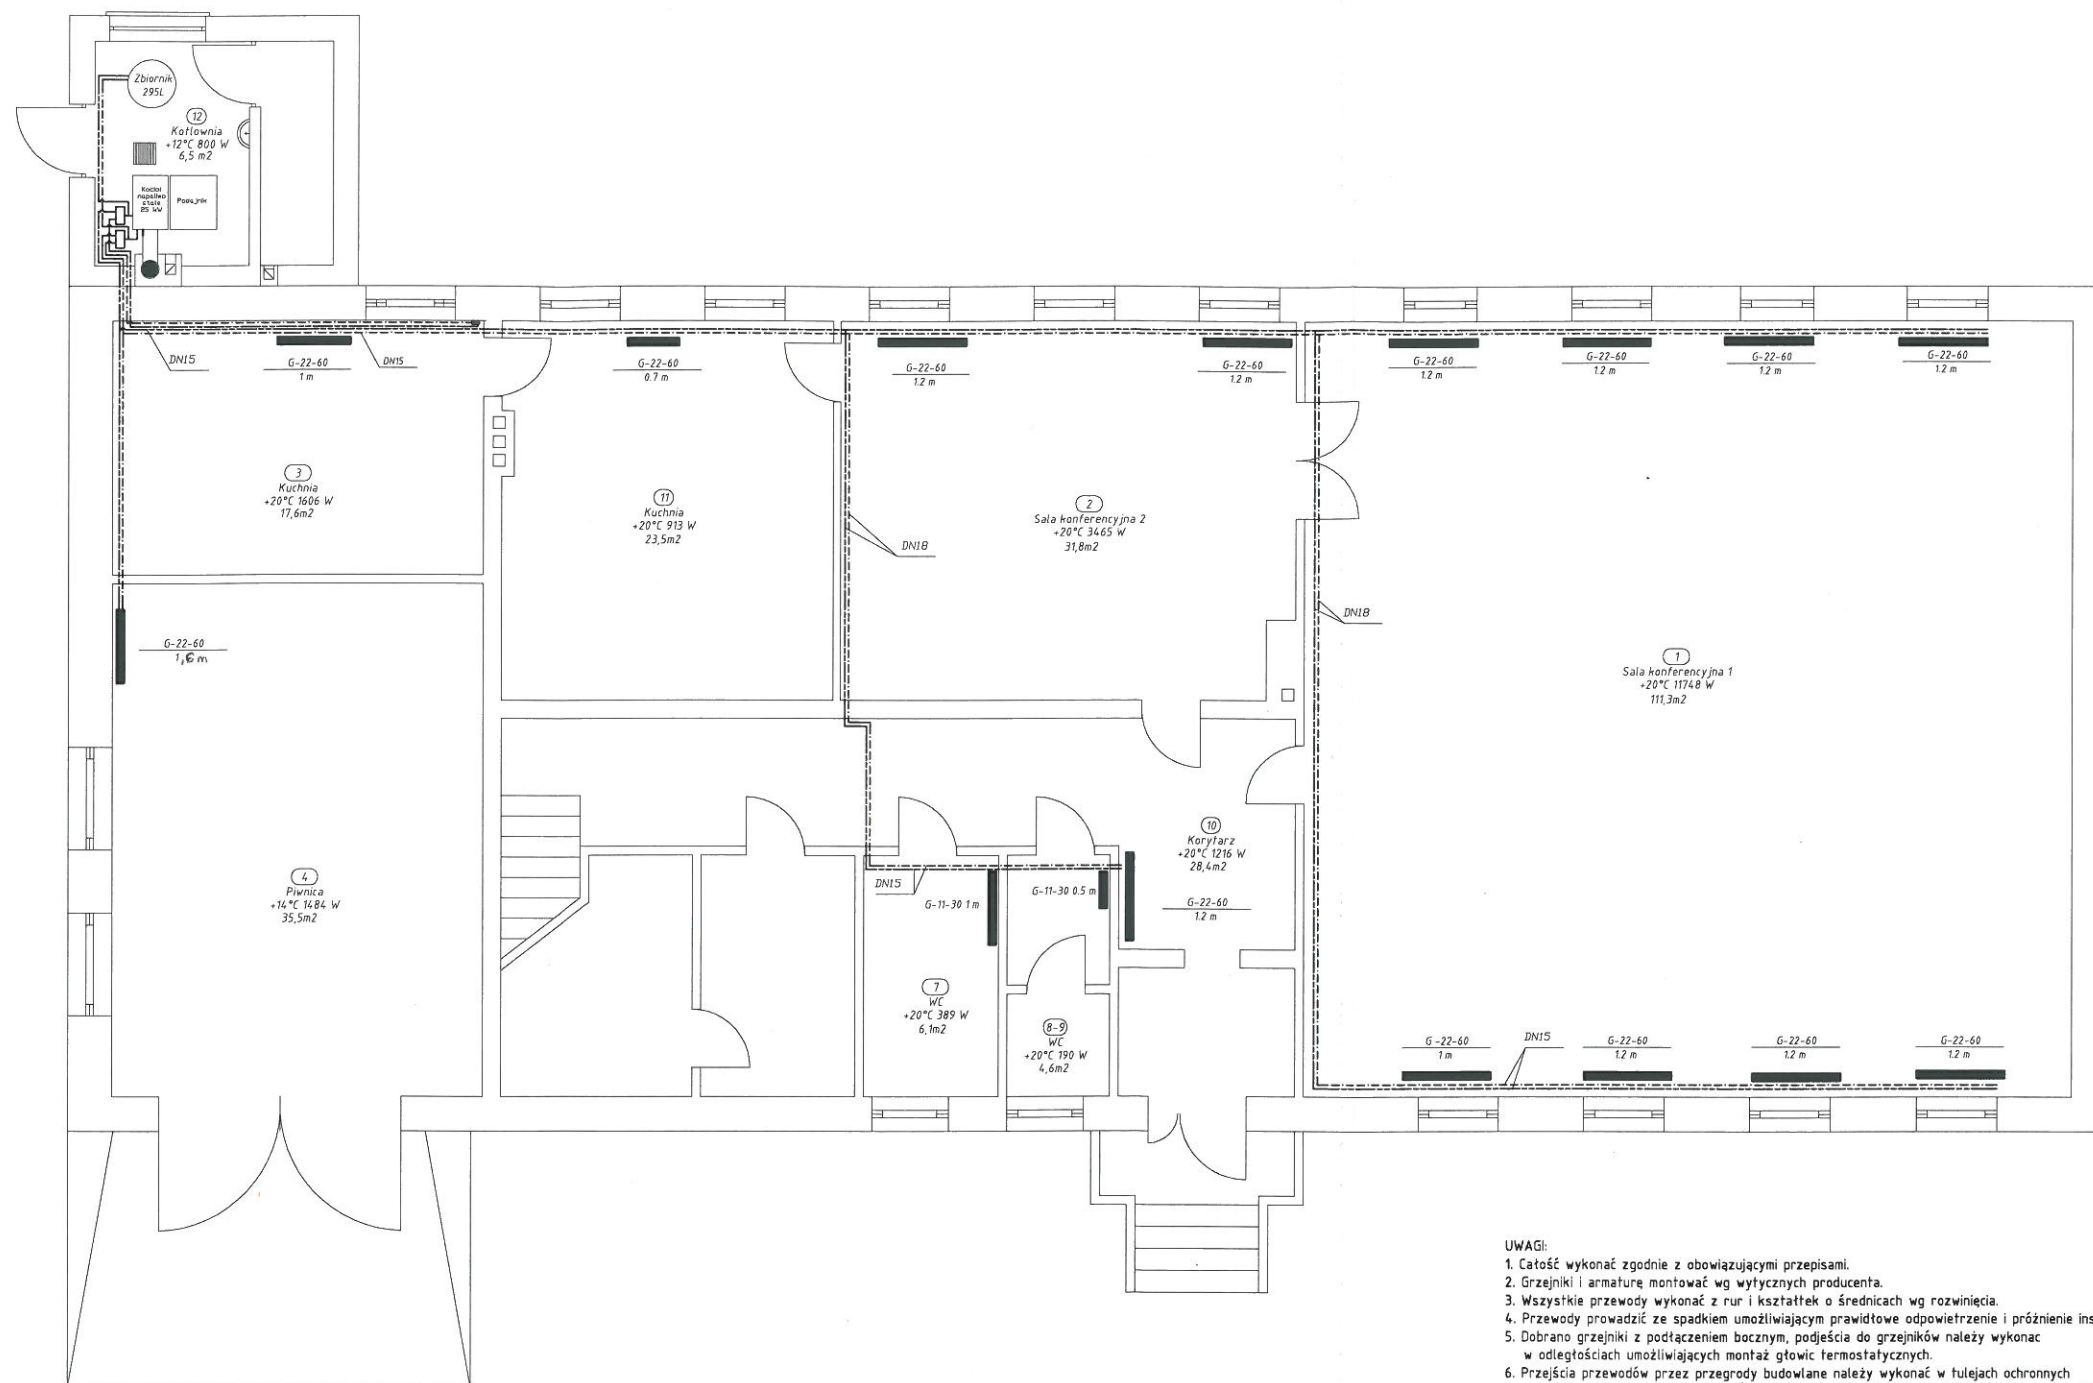 Zbiornik
295L
12
Kotłownia
+12°C 800 W
6,5 m2
Kocioł
na paliwo
stałe
25 kW
Podajnik
DN15
G-22-60
1 m
DN15
G-22-60
0.7 m
G-22-60
1.2 m
G-22-60
1.2 m
G-22-60
1.2 m
G-22-60
1.2 m
G-22-60
1.2 m
G-22-60
1.2 m
3
Kuchnia
+20°C 1606 W
17,6m2
11
Kuchnia
+20°C 913 W
23,5m2
2
Sala konferencyjna 2
+20°C 3465 W
31,8m2
DN18
DN18
G-22-60
1,6 m
1
Sala konferencyjna 1
+20°C 11748 W
111,3m2
4
Piwnica
+14°C 1484 W
35,5m2
10
Korytarz
+20°C 1216 W
28,4m2
DN15
G-11-30 1 m
G-11-30 0.5 m
G-22-60
1.2 m
7
WC
+20°C 389 W
6,1m2
8-9
WC
+20°C 190 W
4,6m2
G -22-60
1 m
DN15
G-22-60
1.2 m
G-22-60
1.2 m
G-22-60
1.2 m
UWAGI:
1. Całość wykonać zgodnie z obowiązującymi przepisami.
2. Grzejniki i armaturę montować wg wytycznych producenta.
3. Wszystkie przewody wykonać z rur i kształtek o średnicach wg rozwinięcia.
4. Przewody prowadzić ze spadkiem umożliwiającym prawidłowe odpowietrzenie i próżnienie ins
5. Dobrano grzejniki z podłączeniem bocznym, podjeścia do grzejników należy wykonac
w odległościach umożliwiających montaż głowic termostatycznych.
6. Przejścia przewodów przez przegrody budowlane należy wykonać w tulejach ochronnych